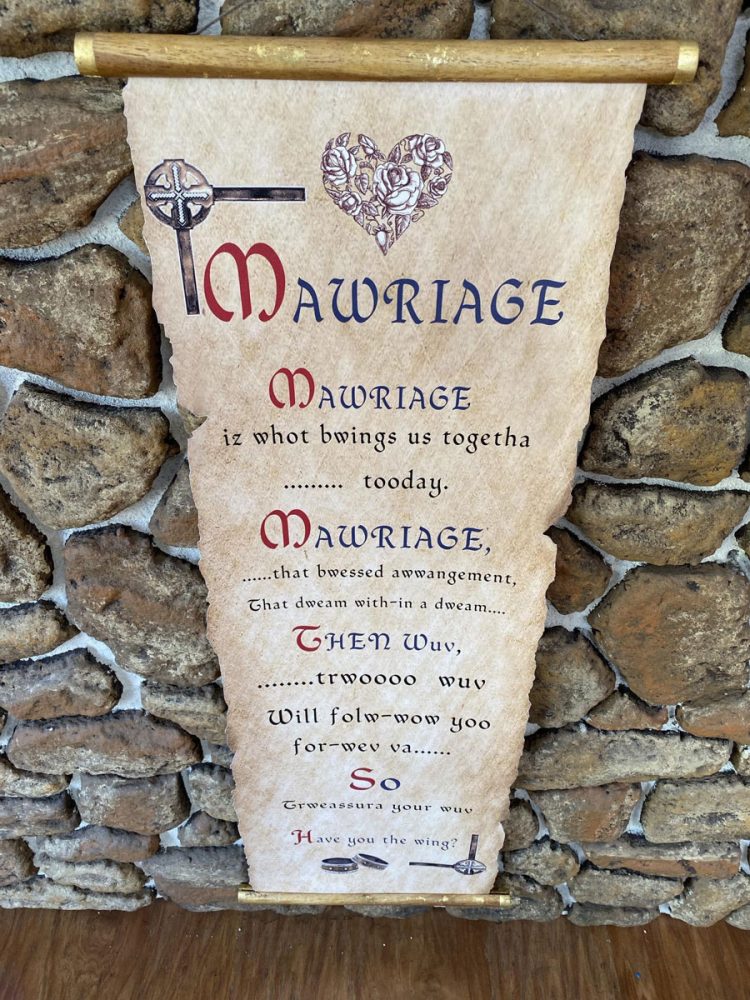 MAWRIAGE
MAWRIAGE
iz whot bwings us togetha
......... tooday.
MAWRIAGE,
......that bwessed awwangement,
That dweam with-in a dweam....
THEN Wuv,
........trwoooo wuv
Will folw-wow yoo
for-wev va......
So
Trweassura your wuv
Have you the wing?